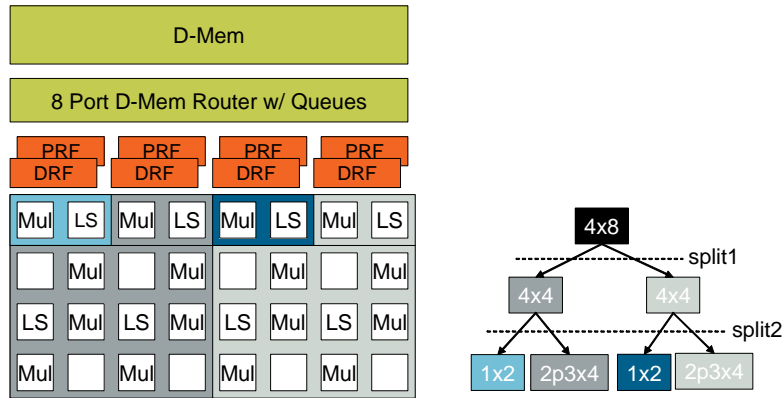 D-Mem
8 Port D-Mem Router w/ Queues
PRF PRF PRF PRF
DRF DRF DRF DRF
Mul LS Mul LS Mul LS Mul LS
Mul Mul Mul Mul
LS Mul LS Mul LS Mul LS Mul
Mul Mul Mul Mul
4x8
split1
4x4 4x4
split2
1x2 2p3x4 1x2 2p3x4